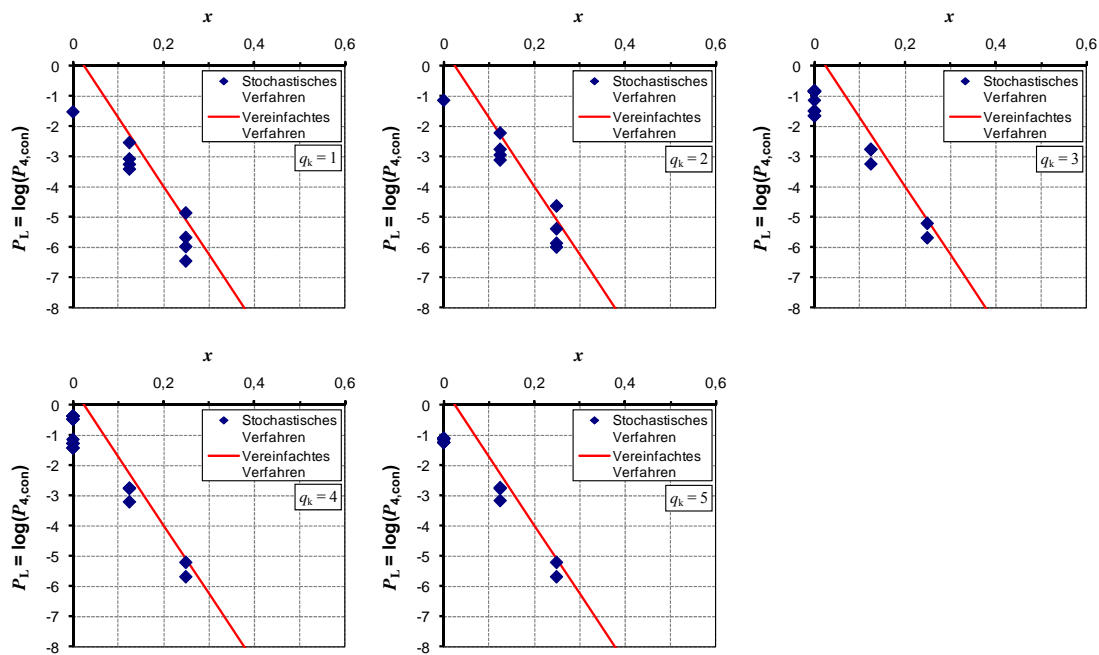 x
0 0,2 0,4 0,6
0
-1
-2
-3
-4
-5
-6
-7
-8
P_L = log(P_4,con)
Stochastisches
Verfahren
Vereinfachtes
Verfahren
q_k = 1
x
0 0,2 0,4 0,6
0
-1
-2
-3
-4
-5
-6
-7
-8
P_L = log(P_4,con)
Stochastisches
Verfahren
Vereinfachtes
Verfahren
q_k = 2
x
0 0,2 0,4 0,6
0
-1
-2
-3
-4
-5
-6
-7
-8
P_L = log(P_4,con)
Stochastisches
Verfahren
Vereinfachtes
Verfahren
q_k = 3
x
0 0,2 0,4 0,6
0
-1
-2
-3
-4
-5
-6
-7
-8
P_L = log(P_4,con)
Stochastisches
Verfahren
Vereinfachtes
Verfahren
q_k = 4
x
0 0,2 0,4 0,6
0
-1
-2
-3
-4
-5
-6
-7
-8
P_L = log(P_4,con)
Stochastisches
Verfahren
Vereinfachtes
Verfahren
q_k = 5